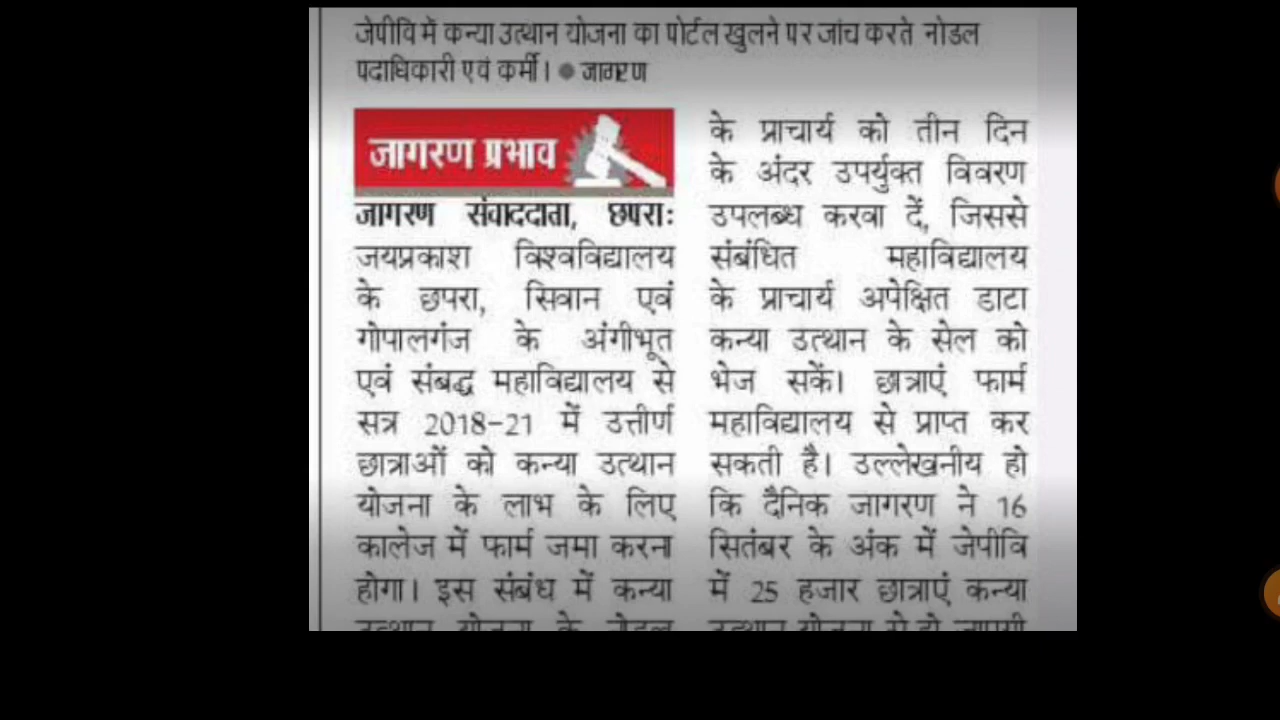 जेपीवि में कन्या उत्थान योजना का पोर्टल खुलने पर जांच करते नोडल
पदाधिकारी एवं कर्मी। ● जागरण
जागरण प्रभाव
जागरण संवाददाता, छपराः
जयप्रकाश विश्वविद्यालय
के छपरा, सिवान एवं
गोपालगंज के अंगीभूत
एवं संबद्ध महाविद्यालय से
सत्र 2018-21 में उत्तीर्ण
छात्राओं को कन्या उत्थान
योजना के लाभ के लिए
कालेज में फार्म जमा करना
होगा। इस संबंध में कन्या
के प्राचार्य को तीन दिन
के अंदर उपर्युक्त विवरण
उपलब्ध करवा दें, जिससे
संबंधित महाविद्यालय
के प्राचार्य अपेक्षित डाटा
कन्या उत्थान के सेल को
भेज सकें। छात्राएं फार्म
महाविद्यालय से प्राप्त कर
सकती है। उल्लेखनीय हो
कि दैनिक जागरण ने 16
सितंबर के अंक में जेपीवि
में 25 हजार छात्राएं कन्या